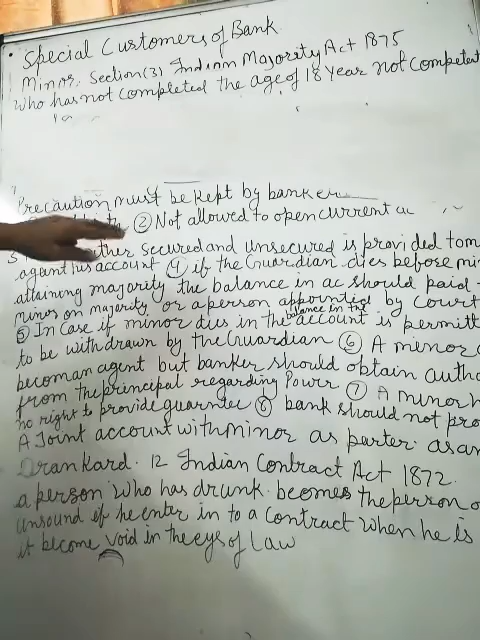 • Special Customers of Bank
Minor, Section (3) Indian Majority Act 1875
Who has not completed the age of 18 Year not Competent
Precaution must be kept by banker
② Not allowed to open current ac
secured and unsecured is provided to m
against his account ④ if the Guardian dies before mi
attaining majority the balance in ac should paid
minor on majority or a person appointed by court
⑤ In Case if minor dies in the balance in the account is permitt
to be withdrawn by the Guardian ⑥ A minor
becoman agent but banker should obtain autho
from the principal regarding Power ⑦ A minor h
no right to provide guarntee ⑧ bank should not pro
A Joint account with minor as parter. as an
Drankard. 12 Indian Contract Act 1872.
a person Who has drunk. becomes the person o
unsound if he enter in to a Contract when he is
it become void in the eye of Law